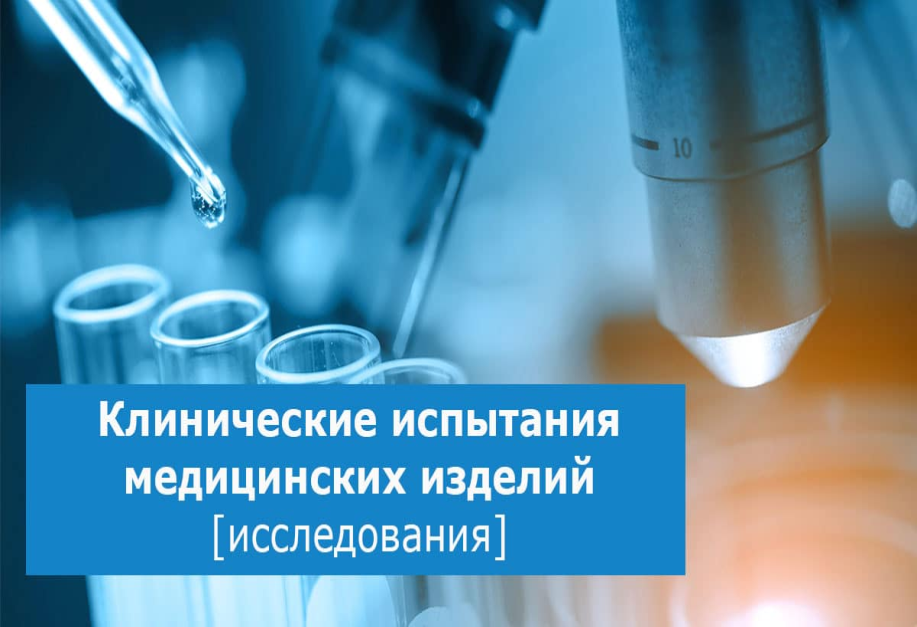 10
Клинические испытания
медицинских изделий
[исследования]